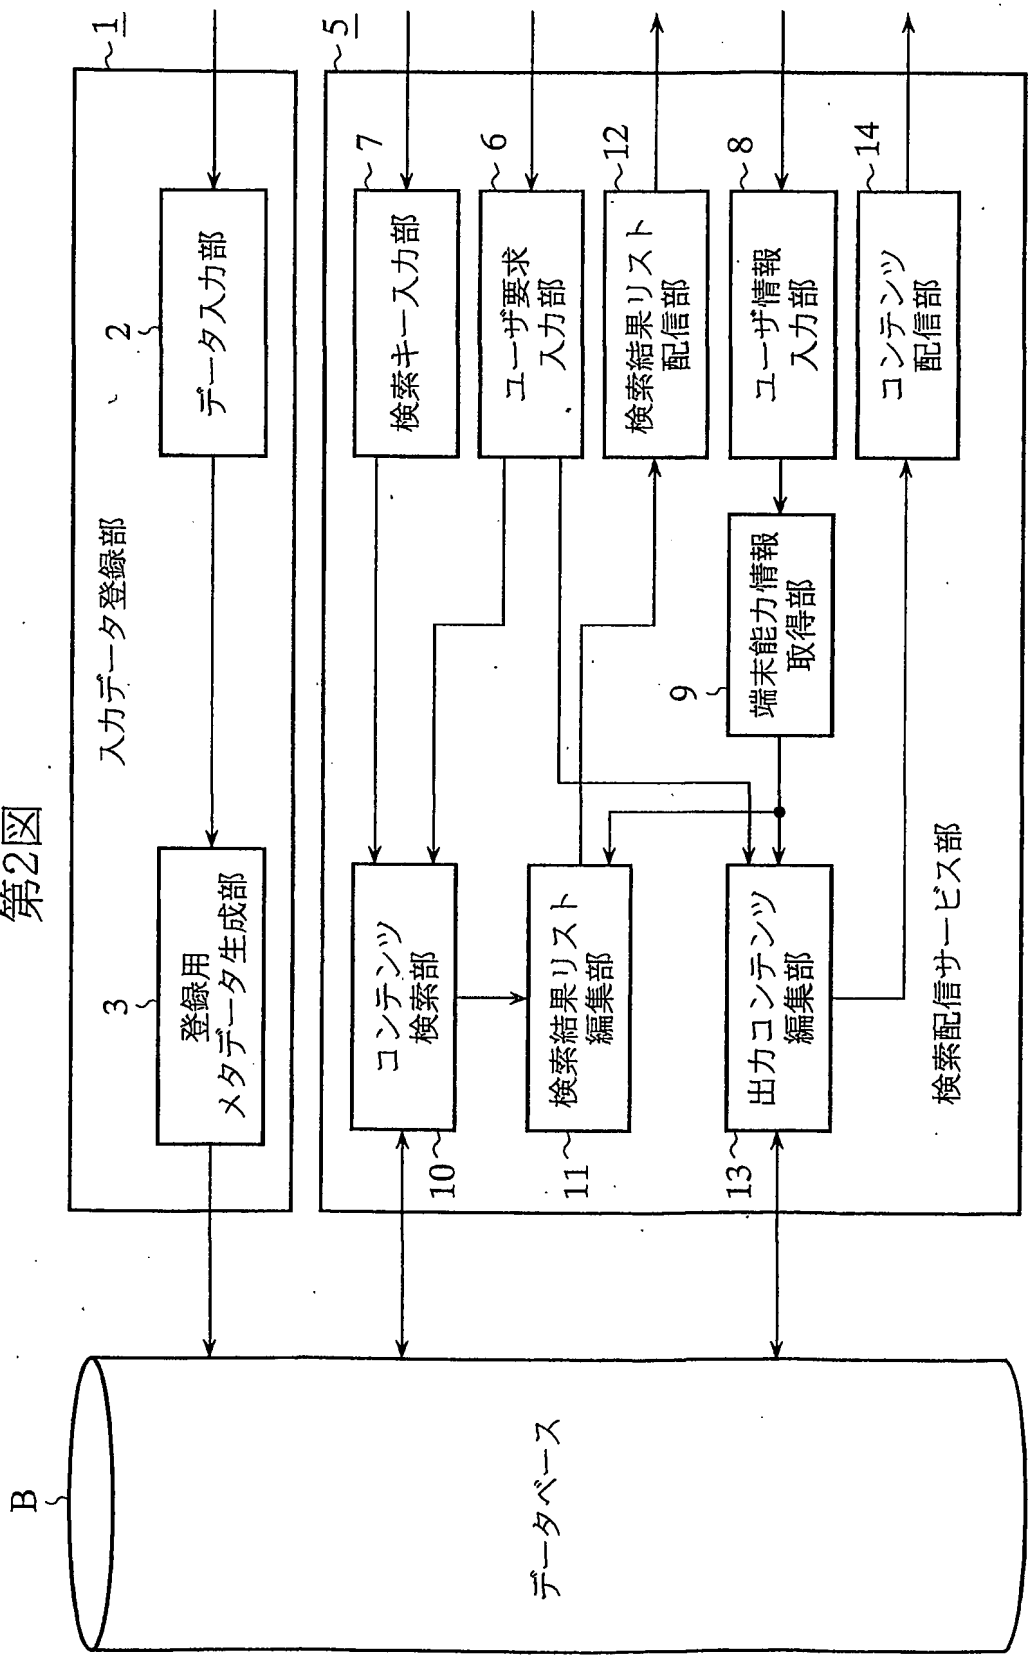 第2図
B
データベース
入力データ登録部
1
2
データ入力部
3
登録用
メタデータ生成部
5
7
検索キー入力部
6
ユーザ要求
入力部
12
検索結果リスト
配信部
8
ユーザ情報
入力部
14
コンテンツ
配信部
9
端末能力情報
取得部
コンテンツ
検索部
10
検索結果リスト
編集部
11
出力コンテンツ
編集部
13
検索配信サービス部